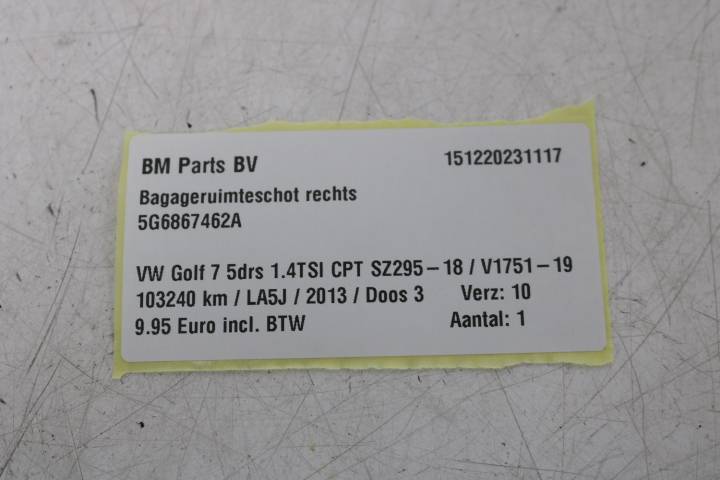 BM Parts BV 151220231117
Bagageruimteschot rechts
5G6867462A
VW Golf 7 5drs 1.4TSI CPT SZ295-18 / V1751-19
103240 km / LA5J / 2013 / Doos 3 Verz: 10
9.95 Euro incl. BTW Aantal: 1